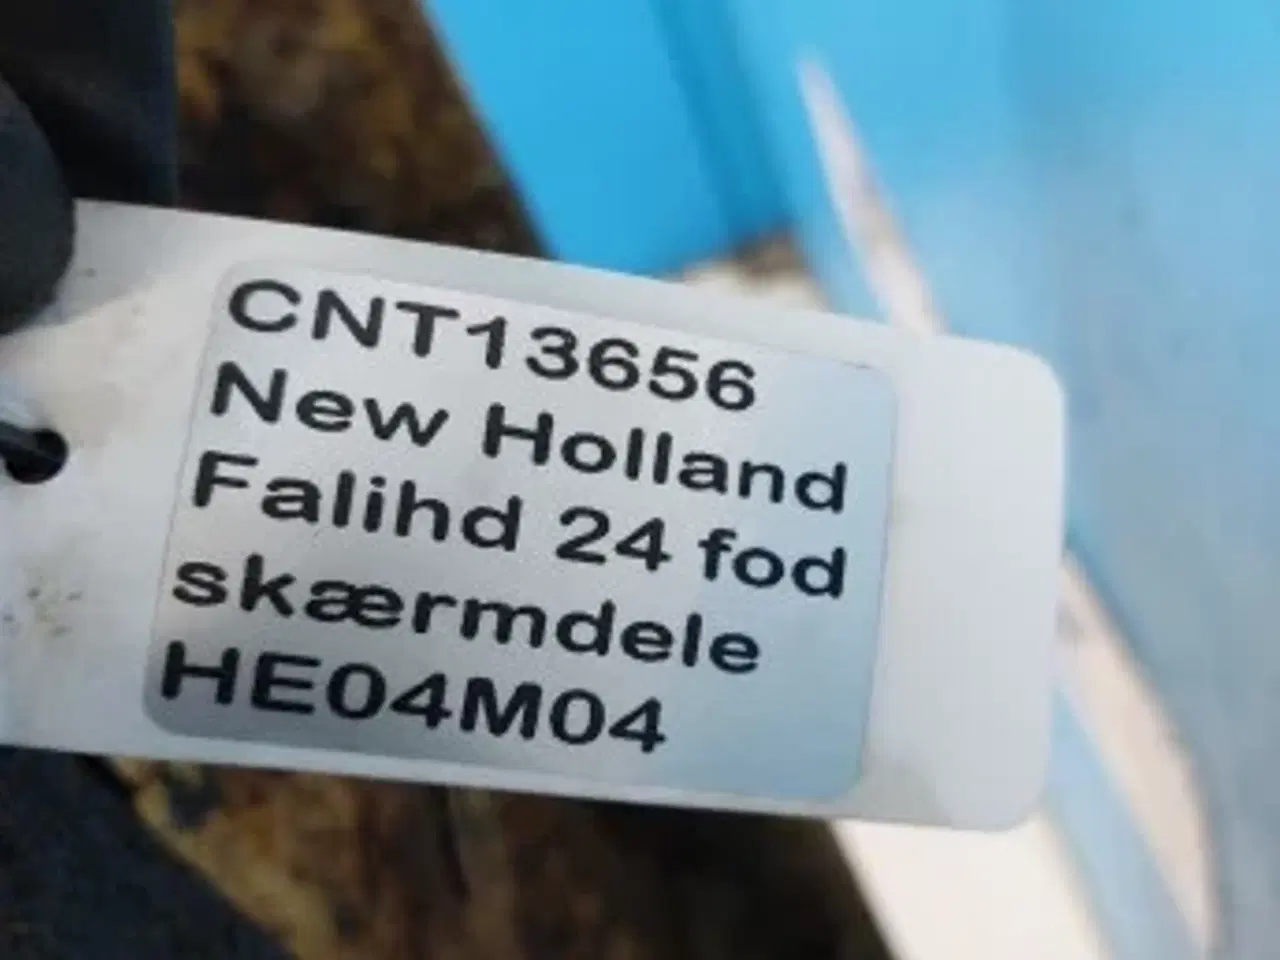 CNT13656
New Holland
Falihd 24 fod
skærmdele
HE04M04